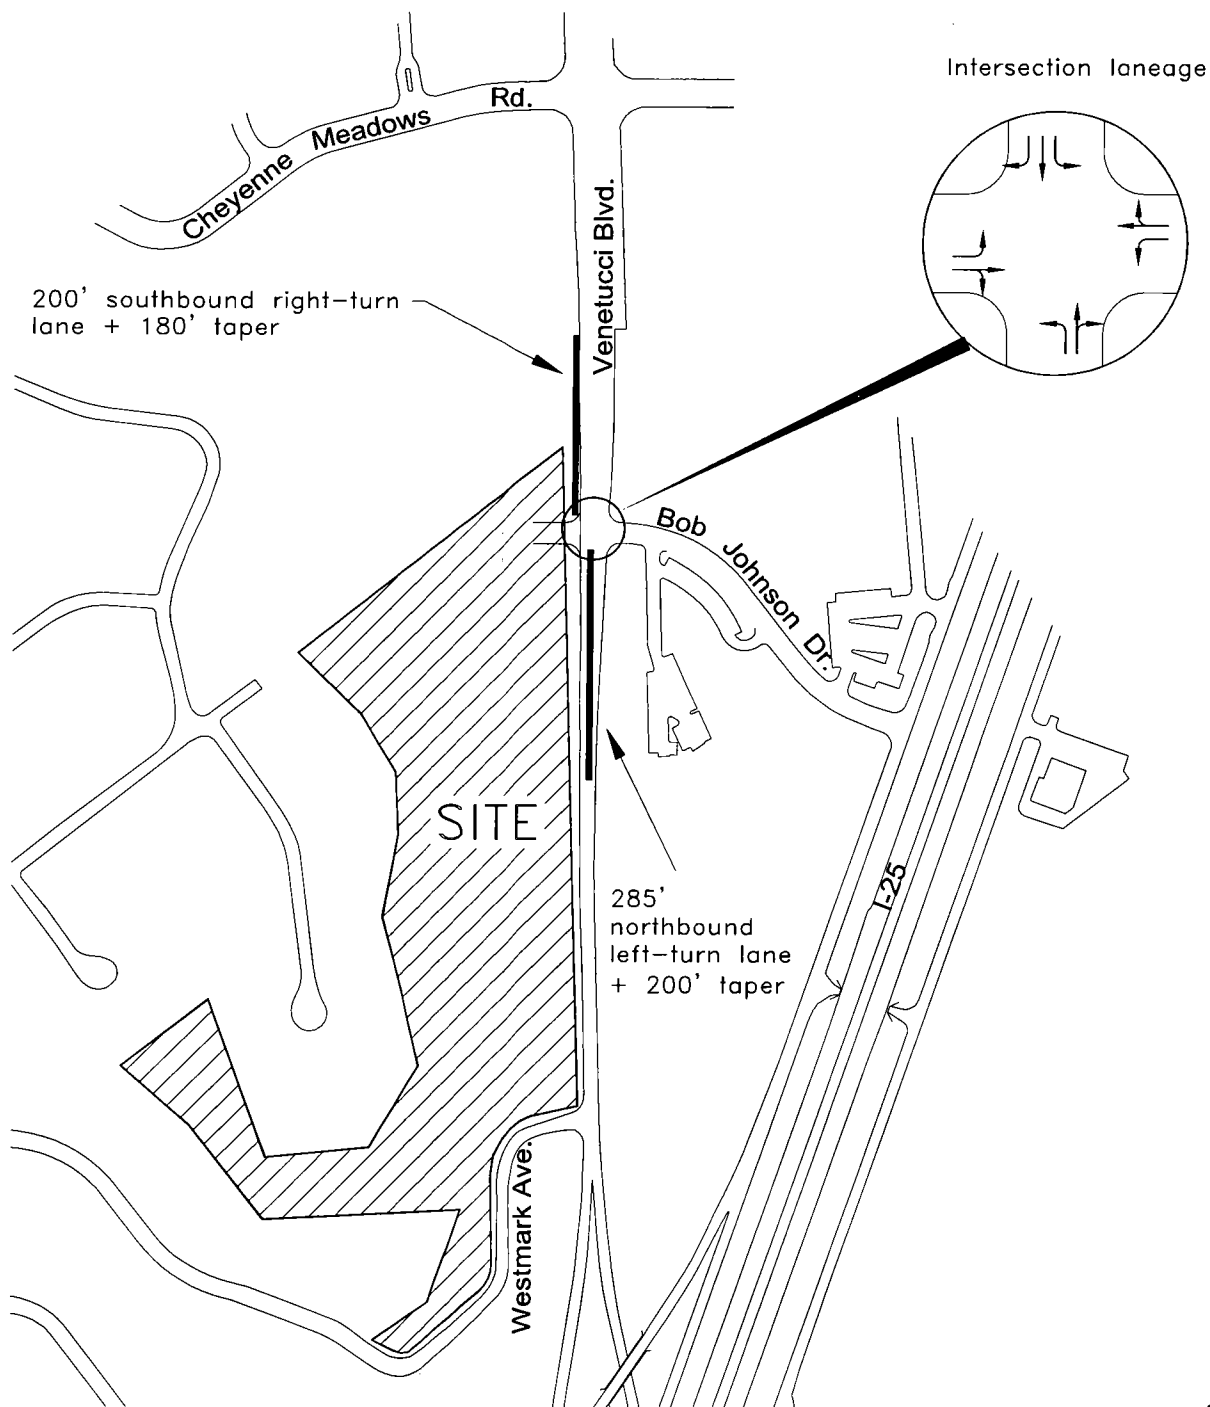 Intersection laneage
Rd.
Meadows
Cheyenne
Venetucci Blvd.
200' southbound right-turn
lane + 180' taper
Bob Johnson Dr.
SITE
I-25
285'
northbound
left-turn lane
+ 200' taper
Westmark Ave.